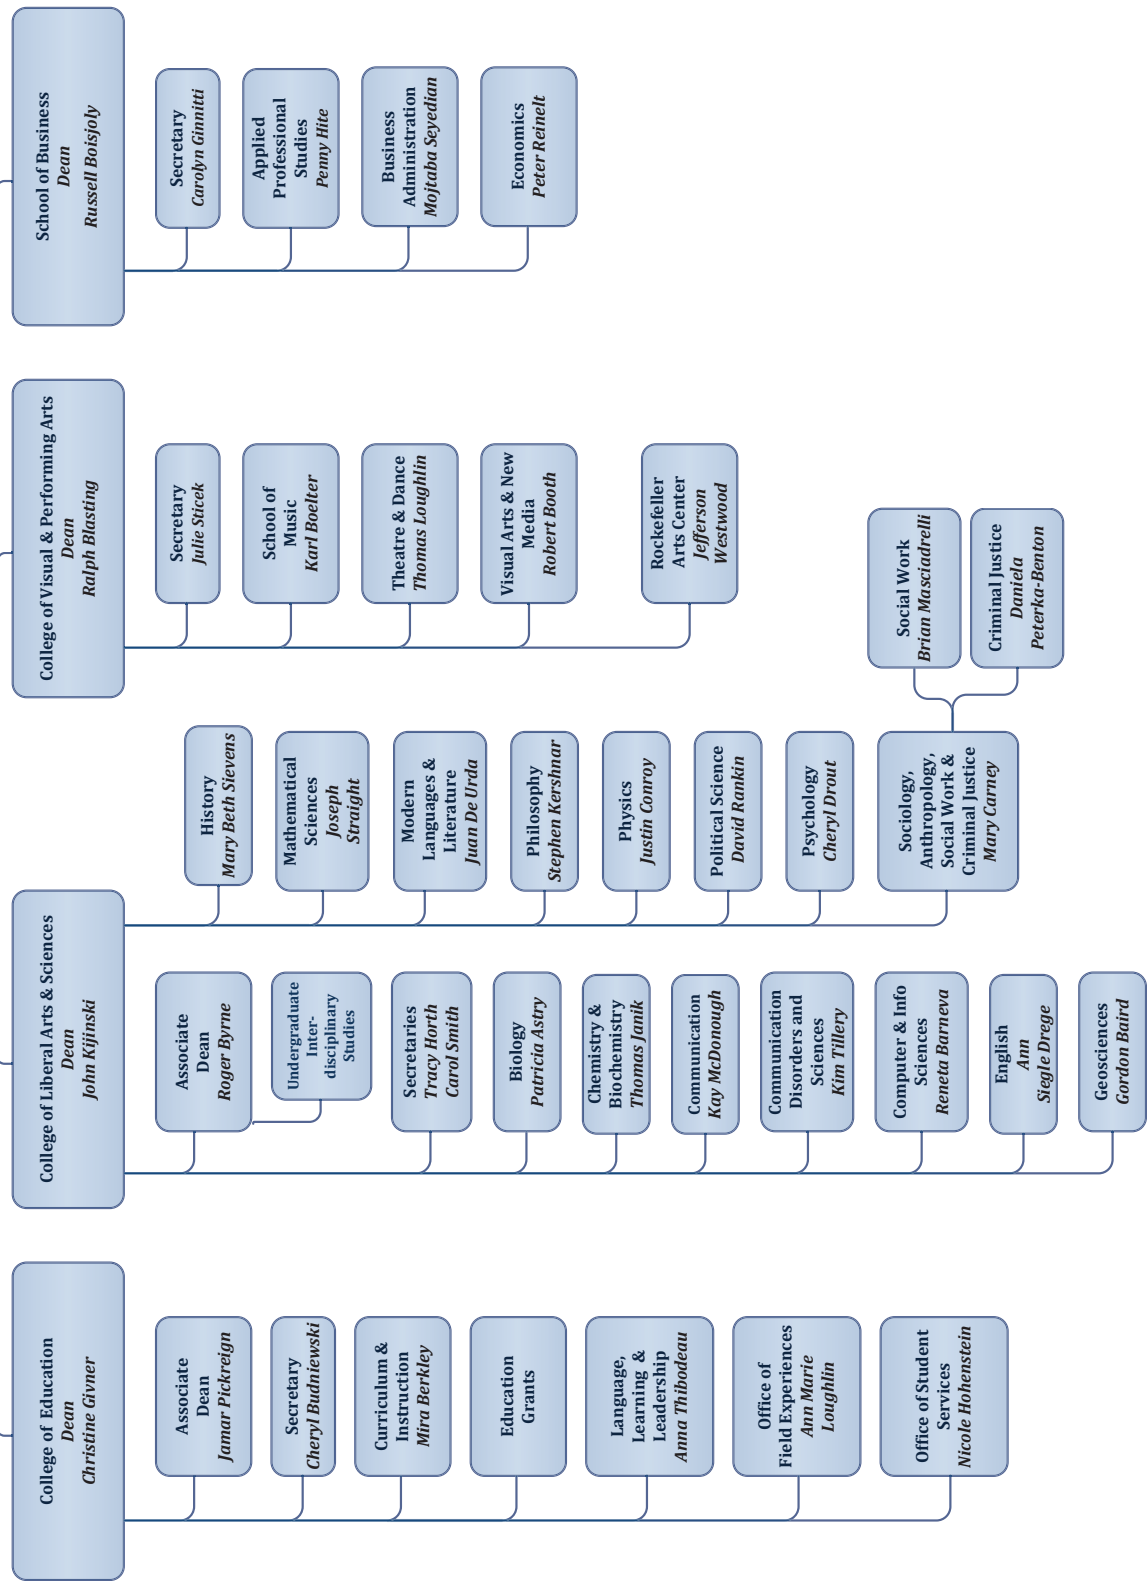 College of Education
Dean
Christine Givner
Associate
Dean
Jamar Pickreign
Secretary
Cheryl Budniewski
Curriculum &
Instruction
Mira Berkley
Education
Grants
Language,
Learning &
Leadership
Anna Thibodeau
Office of
Field Experiences
Ann Marie
Loughlin
Office of Student
Services
Nicole Hohenstein
College of Liberal Arts & Sciences
Dean
John Kijinski
Associate
Dean
Roger Byrne
Undergraduate
Inter-
disciplinary
Studies
Secretaries
Tracy Horth
Carol Smith
Biology
Patricia Astry
Chemistry &
Biochemistry
Thomas Janik
Communication
Kay McDonough
Communication
Disorders and
Sciences
Kim Tillery
Computer & Info
Sciences
Reneta Barneva
English
Ann
Siegle Drege
Geosciences
Gordon Baird
History
Mary Beth Sievens
Mathematical
Sciences
Joseph
Straight
Modern
Languages &
Literature
Juan De Urda
Philosophy
Stephen Kershnar
Physics
Justin Conroy
Political Science
David Rankin
Psychology
Cheryl Drout
Sociology,
Anthropology,
Social Work &
Criminal Justice
Mary Carney
Social Work
Brian Masciadrelli
Criminal Justice
Daniela
Peterka-Benton
College of Visual & Performing Arts
Dean
Ralph Blasting
Secretary
Julie Sticek
School of
Music
Karl Boelter
Theatre & Dance
Thomas Loughlin
Visual Arts & New
Media
Robert Booth
Rockefeller
Arts Center
Jefferson
Westwood
School of Business
Dean
Russell Boisjoly
Secretary
Carolyn Ginnitti
Applied
Professional
Studies
Penny Hite
Business
Administration
Mojtaba Seyedian
Economics
Peter Reinelt